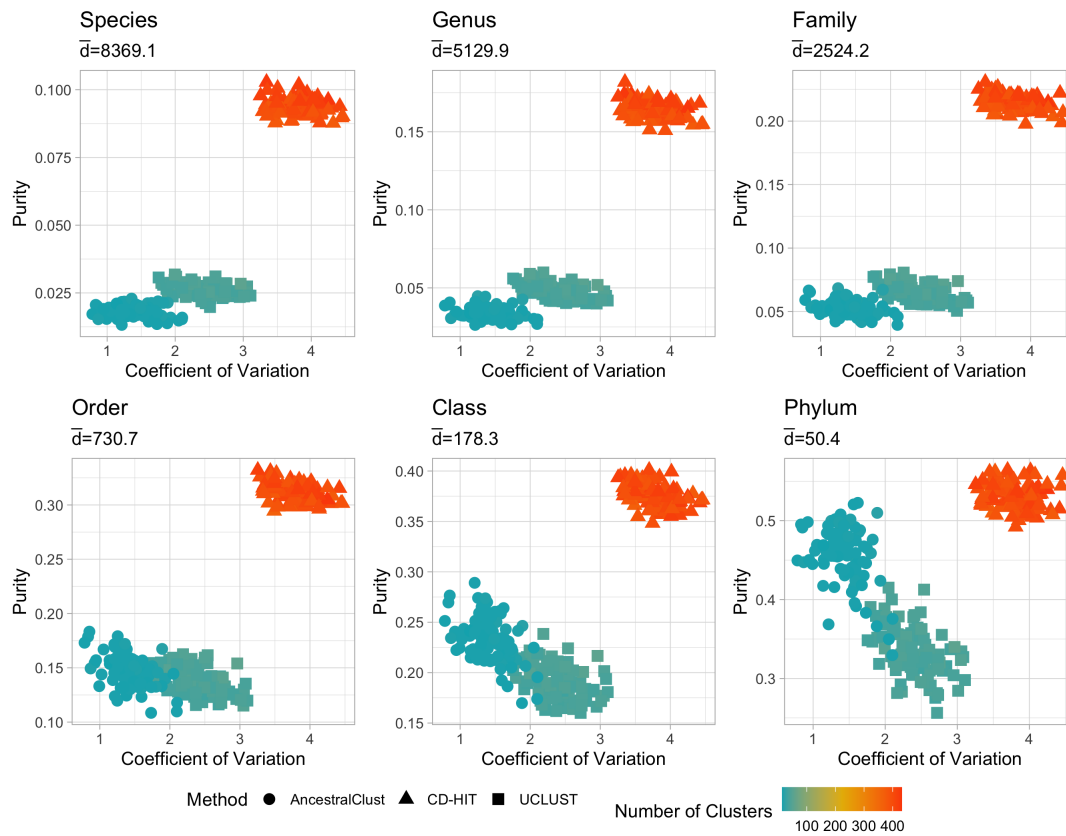 Species
d̅=8369.1
Genus
d̅=5129.9
Family
d̅=2524.2
Purity
0.100
0.075
0.050
0.025
1 2 3 4
Coefficient of Variation
Purity
0.15
0.10
0.05
1 2 3 4
Coefficient of Variation
Purity
0.20
0.15
0.10
0.05
1 2 3 4
Coefficient of Variation
Order
d̅=730.7
Class
d̅=178.3
Phylum
d̅=50.4
Purity
0.30
0.25
0.20
0.15
0.10
1 2 3 4
Coefficient of Variation
Purity
0.40
0.35
0.30
0.25
0.20
0.15
1 2 3 4
Coefficient of Variation
Purity
0.5
0.4
0.3
1 2 3 4
Coefficient of Variation
Method AncestralClust CD-HIT UCLUST
Number of Clusters
100 200 300 400